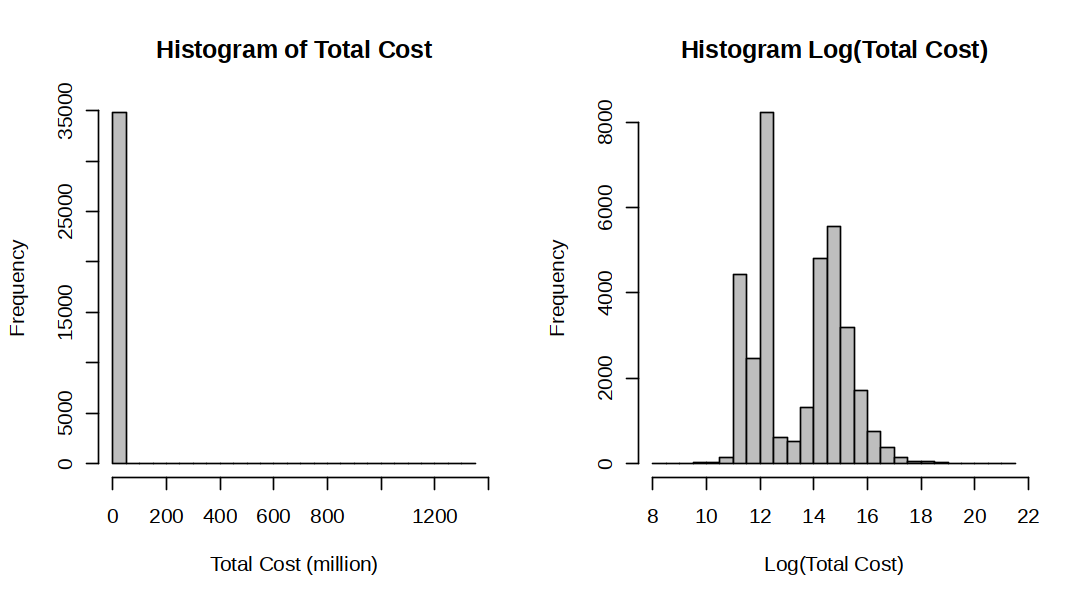 Histogram of Total Cost
Frequency
35000
25000
15000
5000
0
0 200 400 600 800 1200
Total Cost (million)
Histogram Log(Total Cost)
Frequency
8000
6000
4000
2000
0
8 10 12 14 16 18 20 22
Log(Total Cost)